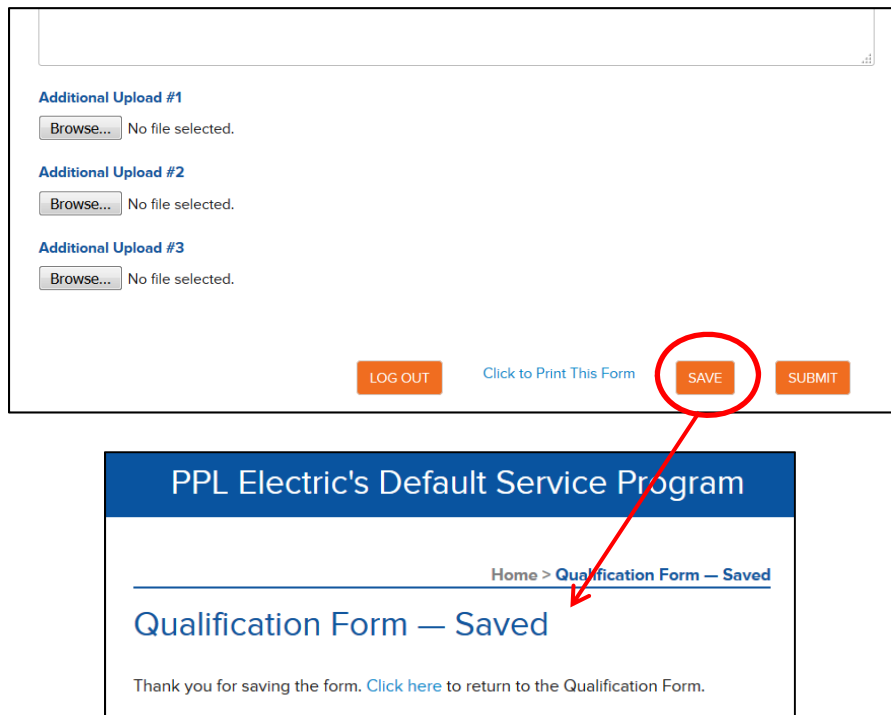 Additional Upload #1
Browse... No file selected.
Additional Upload #2
Browse... No file selected.
Additional Upload #3
Browse... No file selected.
LOG OUT Click to Print This Form SAVE SUBMIT
PPL Electric's Default Service Program
Home > Qualification Form — Saved
Qualification Form — Saved
Thank you for saving the form. Click here to return to the Qualification Form.